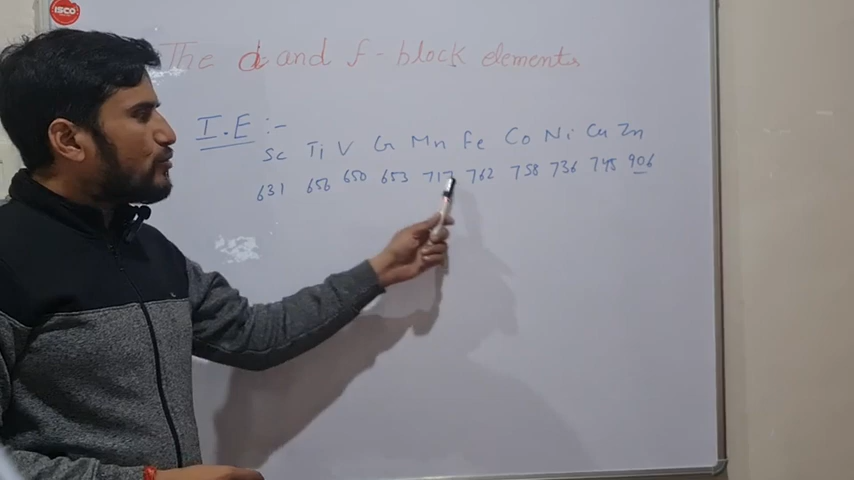 ISCO
The d and f-block elements
I.E :-
Sc Ti V Cr Mn Fe Co Ni Cu Zn
631 656 650 653 717 762 758 736 745 906